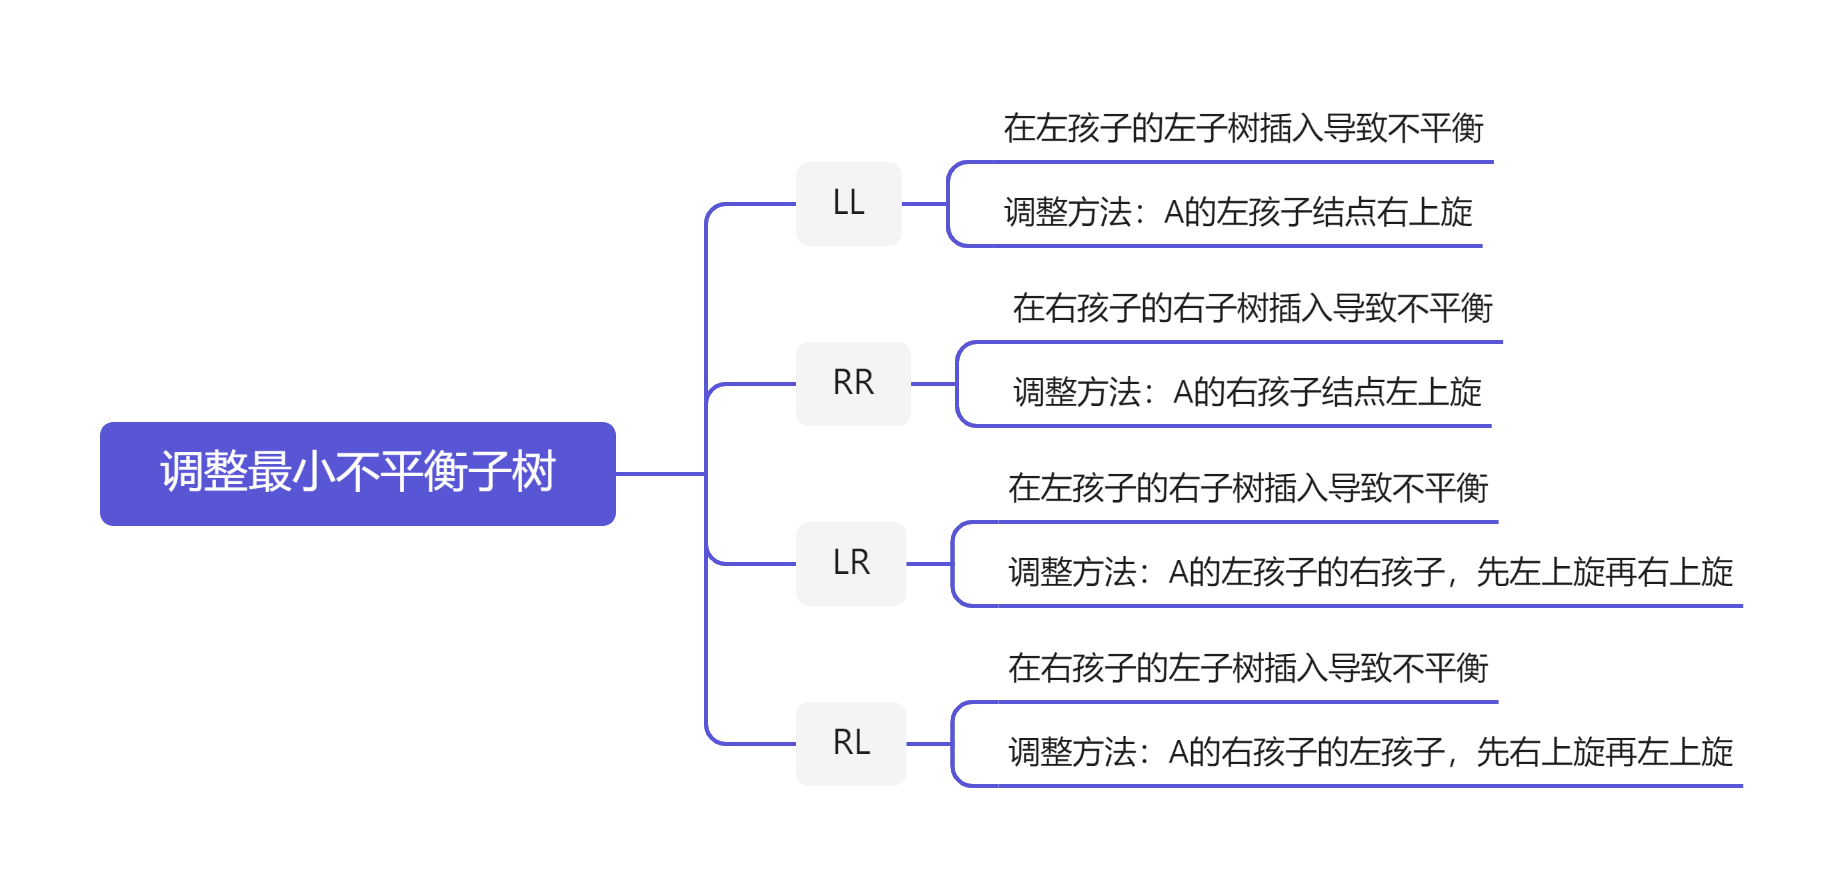 调整最小不平衡子树
LL
在左孩子的左子树插入导致不平衡
调整方法：A的左孩子结点右上旋
RR
在右孩子的右子树插入导致不平衡
调整方法：A的右孩子结点左上旋
LR
在左孩子的右子树插入导致不平衡
调整方法：A的左孩子的右孩子，先左上旋再右上旋
RL
在右孩子的左子树插入导致不平衡
调整方法：A的右孩子的左孩子，先右上旋再左上旋